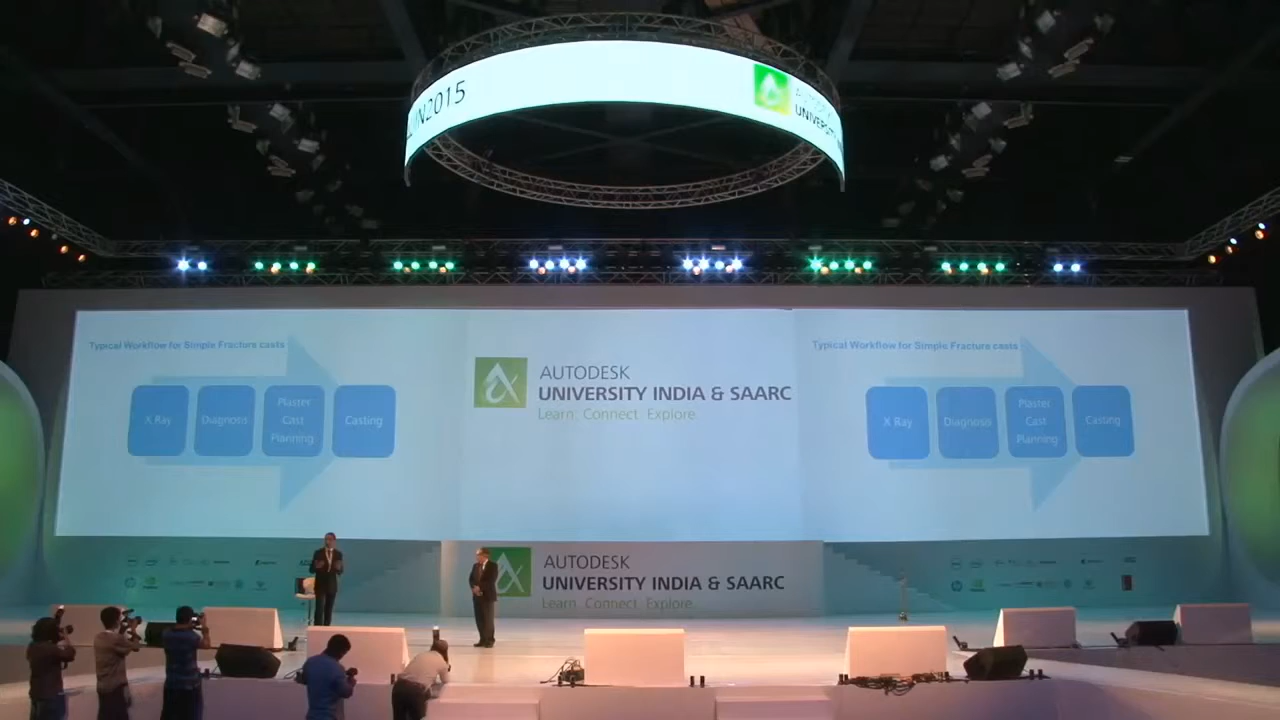 IN2015
UNIVERSITY
Typical Workflow for Simple Fracture casts
X Ray
Diagnosis
Plaster
Cast
Planning
Casting
AUTODESK
UNIVERSITY INDIA & SAARC
Learn. Connect. Explore.
Typical Workflow for Simple Fracture casts
X Ray
Diagnosis
Plaster
Cast
Planning
Casting
AUTODESK
UNIVERSITY INDIA & SAARC
Learn. Connect. Explore.